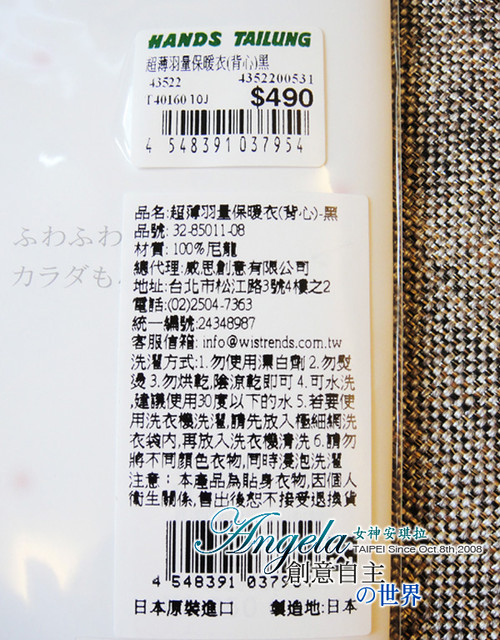 HANDS TAILUNG
超薄羽量保暖衣(背心)黑
43522 4352200531
T4016010J $490
4 548391 037954
ふわふわ
カラダも
品名:超薄羽量保暖衣(背心)-黑
品號: 32-85011-08
材質: 100%尼龍
總代理:威思創意有限公司
地址:台北市松江路3號4樓之2
電話:(02)2504-7363
統一編號:24348987
客服信箱: info@wistrends.com.tw
洗濯方式:1.勿使用漂白劑 2.勿熨
燙 3.勿烘乾,陰涼乾即可 4.可水洗
,建議使用30度以下的水 5.若要使
用洗衣機洗濯,請先放入極細網洗
衣袋内,再放入洗衣機清洗 6.請勿
將不同顏色衣物,同時浸泡洗濯
注意：本產品為貼身衣物,因個人
衛生關係,售出後恕不接受退換貨
4 548391 0379
日本原裝進口 製造地:日本
Angela 女神安琪拉
TAIPEI Since Oct 8th 2008
創意自主
の世界